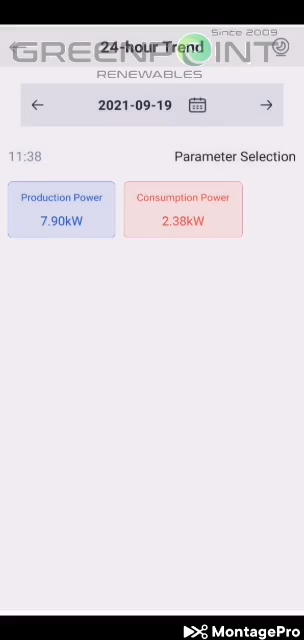 Since 2009
GREENPOINT
RENEWABLES
24-hour Trend
2021-09-19
11:38
Parameter Selection
Production Power
Consumption Power
7.90kW
2.38kW
MontagePro